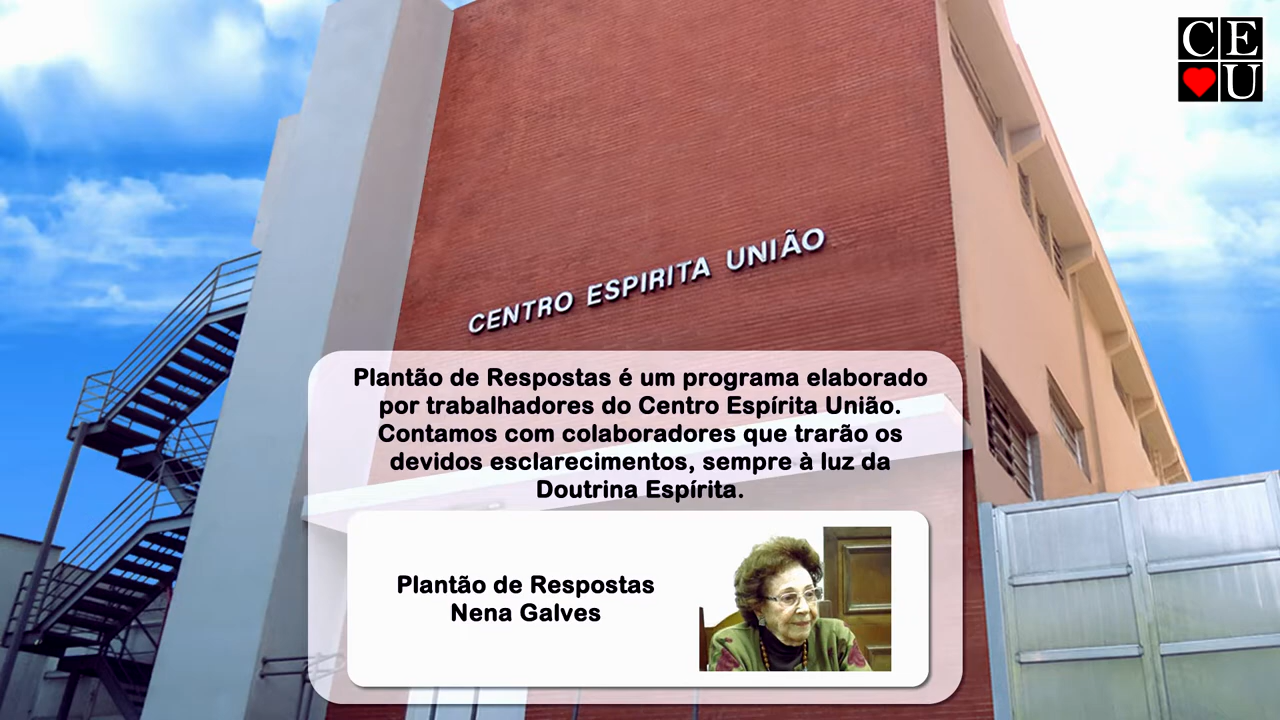 CE
U
CENTRO ESPIRITA UNIÃO
Plantão de Respostas é um programa elaborado
por trabalhadores do Centro Espírita União.
Contamos com colaboradores que trarão os
devidos esclarecimentos, sempre à luz da
Doutrina Espírita.
Plantão de Respostas
Nena Galves